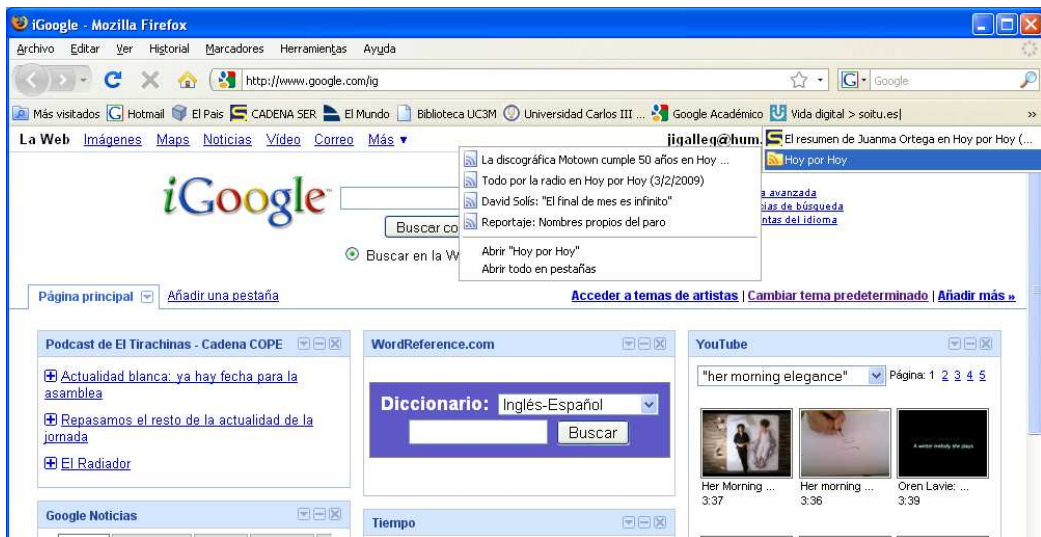 iGoogle - Mozilla Firefox
Archivo Editar Ver Historial Marcadores Herramientas Ayuda
http://www.google.com/ig
Google
Más visitados Hotmail El Pais CADENA SER El Mundo Biblioteca UC3M Universidad Carlos III ... Google Académico Vida digital > soitu.es| »
La Web Imágenes Maps Noticias Vídeo Correo Más ▼
jigalleg@hum.
El resumen de Juanma Ortega en Hoy por Hoy (...
Hoy por Hoy
La discográfica Motown cumple 50 años en Hoy ...
Todo por la radio en Hoy por Hoy (3/2/2009)
David Solís: "El final de mes es infinito"
Reportaje: Nombres propios del paro
Abrir "Hoy por Hoy"
Abrir todo en pestañas
iGoogle™
avanzada
de búsqueda
del idioma
Buscar co
Buscar en la W
Página principal Añadir una pestaña
Acceder a temas de artistas | Cambiar tema predeterminado | Añadir más »
Podcast de El Tirachinas - Cadena COPE
Actualidad blanca: ya hay fecha para la
asamblea
Repasamos el resto de la actualidad de la
jornada
El Radiador
Google Noticias
WordReference.com
Diccionario: Inglés-Español
Buscar
Tiempo
YouTube
"her morning elegance" Página: 1 2 3 4 5
A winter melody she plays
Her Morning ... Her morning ... Oren Lavie: ...
3:37 3:36 3:39